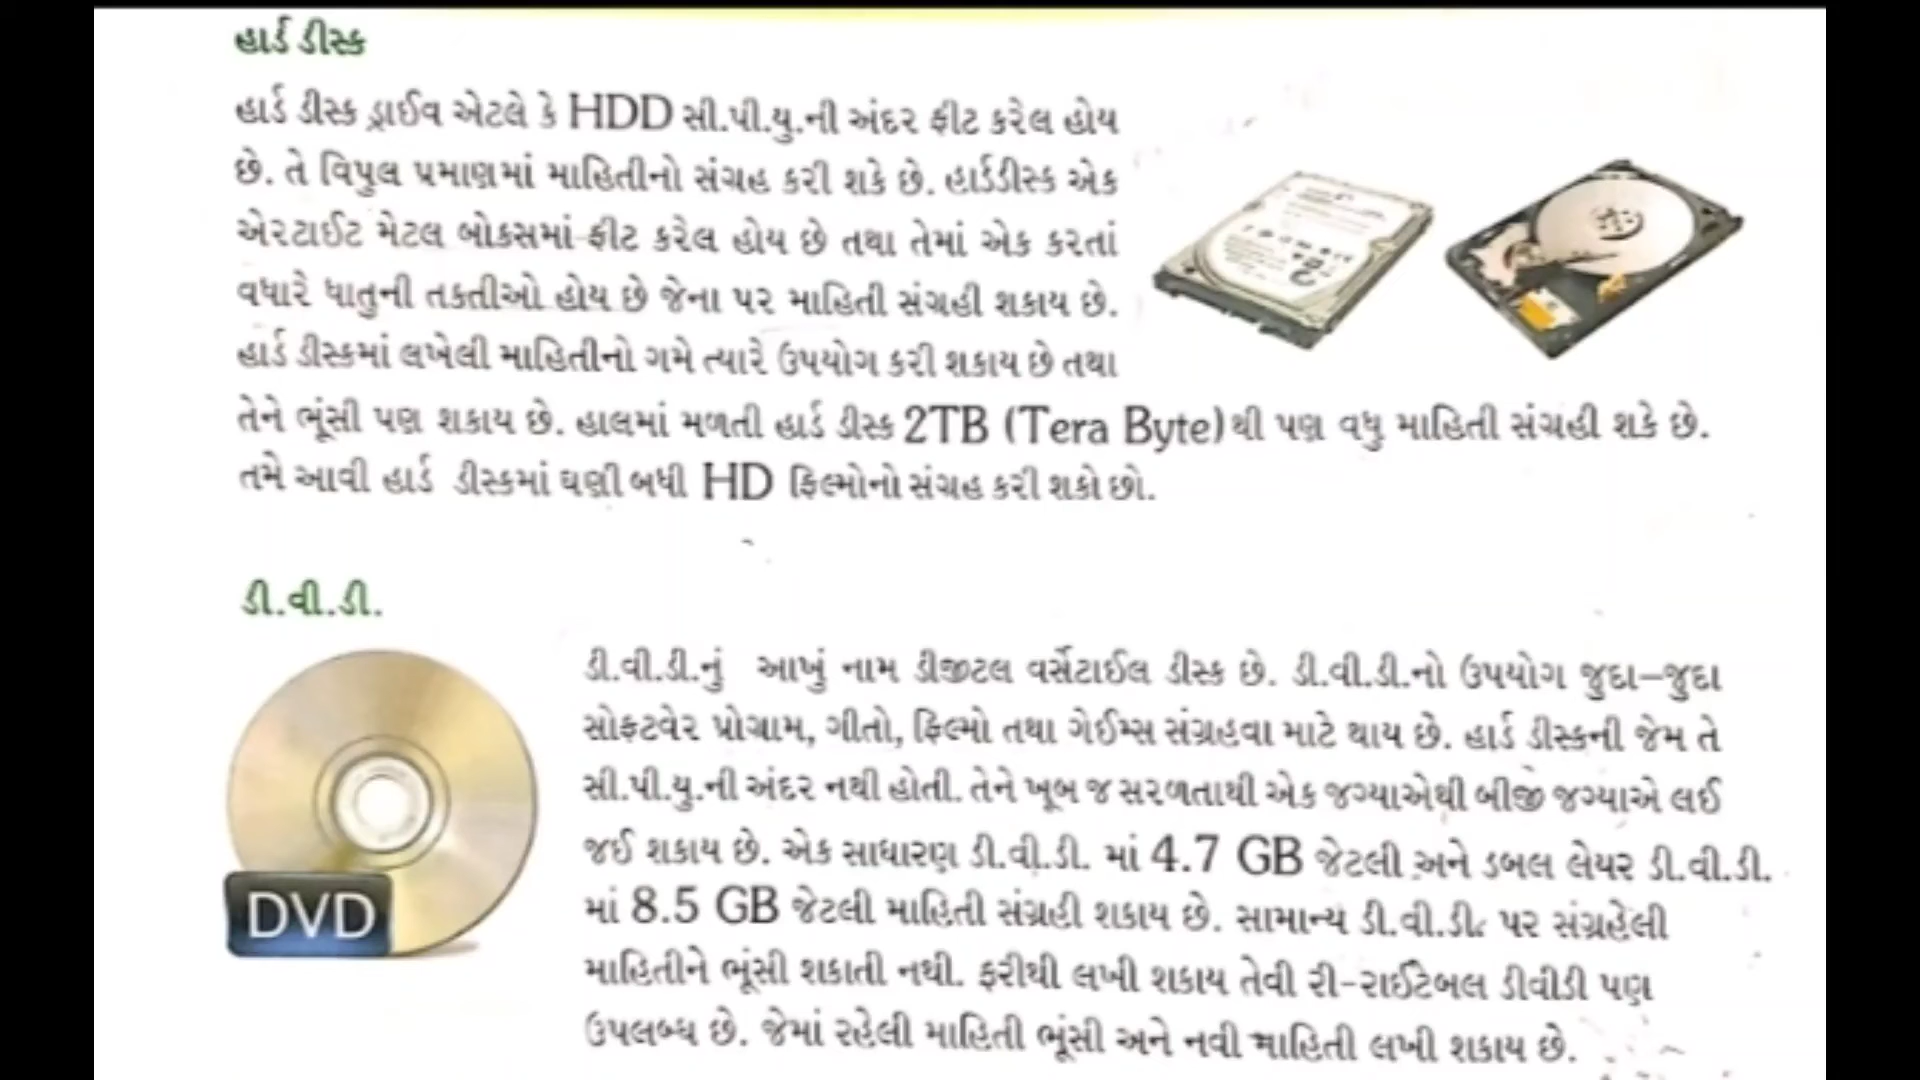 હાર્ડ ડીસ્ક
હાર્ડ ડીસ્ક ડ્રાઈવ એટલે કે HDD સી.પી.યુ.ની અંદર ફીટ કરેલ હોય
છે. તે વિપુલ પ્રમાણમાં માહિતીનો સંગ્રહ કરી શકે છે. હાર્ડડીસ્ક એક
એરટાઈટ મેટલ બોકસમાં ફીટ કરેલ હોય છે તથા તેમાં એક કરતાં
વધારે ધાતુની તકતીઓ હોય છે જેના પર માહિતી સંગ્રહી શકાય છે.
હાર્ડ ડીસ્કમાં લખેલી માહિતીનો ગમે ત્યારે ઉપયોગ કરી શકાય છે તથા
તેને ભૂંસી પણ શકાય છે. હાલમાં મળતી હાર્ડ ડીસ્ક 2TB (Tera Byte)થી પણ વધુ માહિતી સંગ્રહી શકે છે.
તમે આવી હાર્ડ ડીસ્કમાં ઘણી બધી HD ફિલ્મોનો સંગ્રહ કરી શકો છો.
ડી.વી.ડી.
ડી.વી.ડી.નું આખું નામ ડીજીટલ વર્સેટાઈલ ડીસ્ક છે. ડી.વી.ડી.નો ઉપયોગ જુદા–જુદા
સોફટવેર પ્રોગ્રામ, ગીતો, ફિલ્મો તથા ગેઈમ્સ સંગ્રહવા માટે થાય છે. હાર્ડ ડીસ્કની જેમ તે
સી.પી.યુ.ની અંદર નથી હોતી. તેને ખૂબ જ સરળતાથી એક જગ્યાએથી બીજી જગ્યાએ લઈ
જઈ શકાય છે. એક સાધારણ ડી.વી.ડી. માં 4.7 GB જેટલી અને ડબલ લેયર ડી.વી.ડી.
માં 8.5 GB જેટલી માહિતી સંગ્રહી શકાય છે. સામાન્ય ડી.વી.ડી. પર સંગ્રહેલી
DVD
માહિતીને ભૂંસી શકાતી નથી. ફરીથી લખી શકાય તેવી રી-રાઈટેબલ ડીવીડી પણ
ઉપલબ્ધ છે. જેમાં રહેલી માહિતી ભૂંસી અને નવી માહિતી લખી શકાય છે.